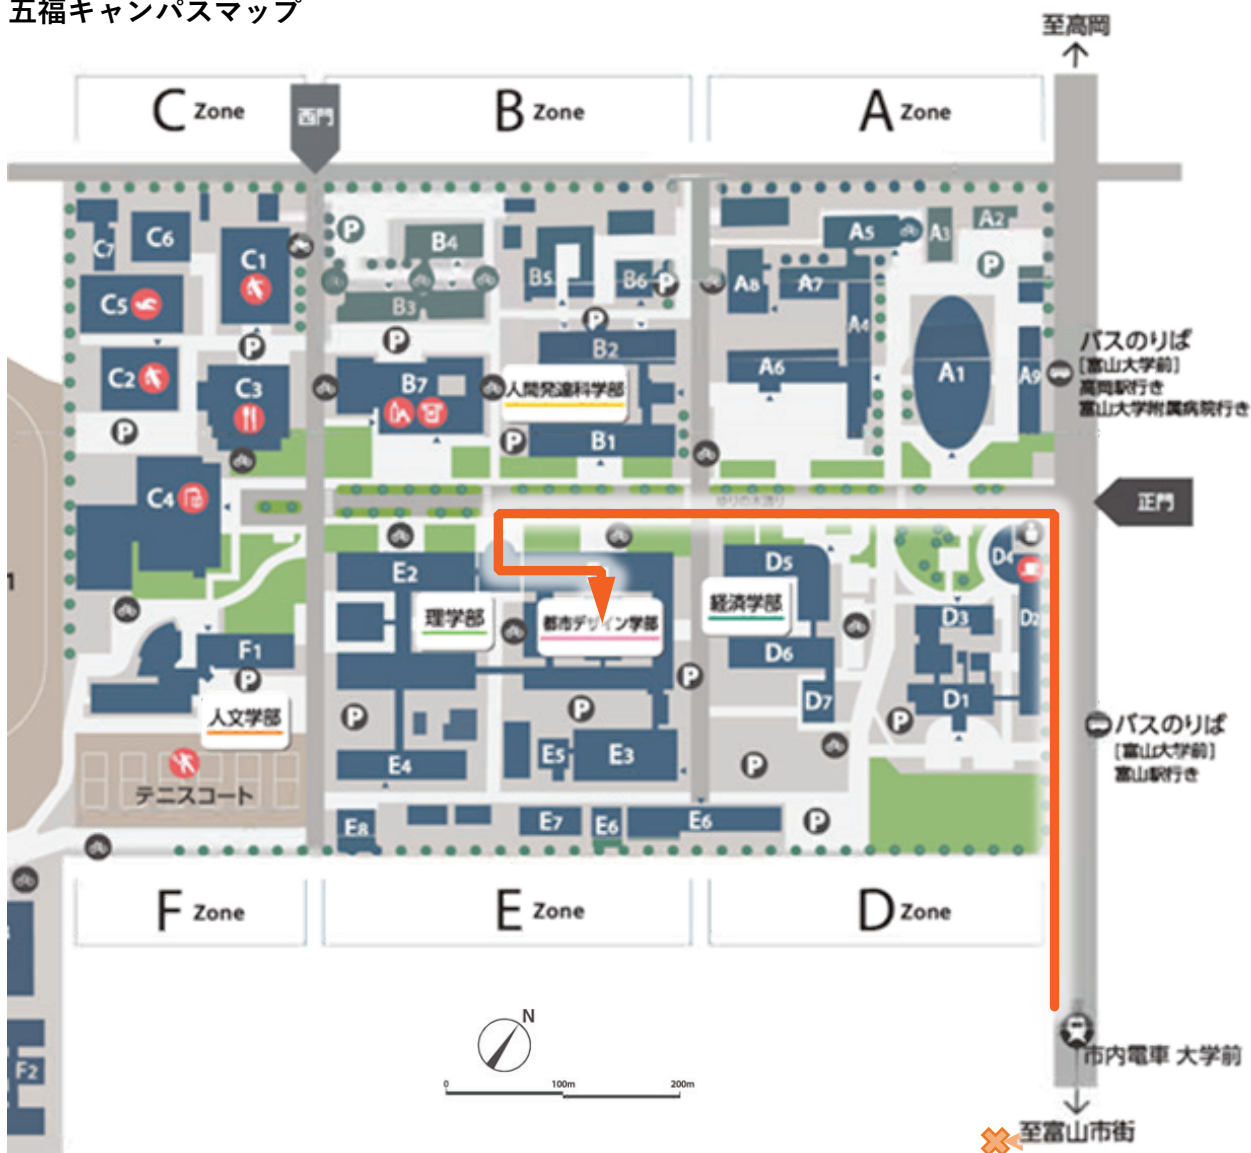 五福キャンパスマップ
至高岡
C Zone
西門
B Zone
A Zone
C7
C6
C1
P
B4
B5
B6
P
A5
A3
A2
P
A8
A7
C5
B3
A4
P
P
P
B2
C2
C3
B7
人間発達科学部
A6
A1
A9
バスのりば
[富山大学前]
高岡駅行き
富山大学附属病院行き
P
P
B1
C4
ゆりの木通り
正門
E2
D5
D4
理学部
都市デザイン学部
経済学部
D3
D2
F1
P
D6
P
D1
D7
人文学部
P
P
P
バスのりば
[富山大学前]
富山駅行き
E4
E5
E3
P
テニスコート
E8
E7
E6
E6
P
F Zone
E Zone
D Zone
N
0 100m 200m
市内電車 大学前
F2
至富山市街